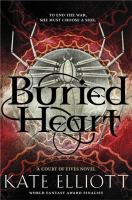 TO END THE WAR,
SHE MUST CHOOSE A SIDE.
Buried
Heart
A COURT OF FIVES NOVEL
KATE ELLIOTT
WORLD FANTASY AWARD FINALIST